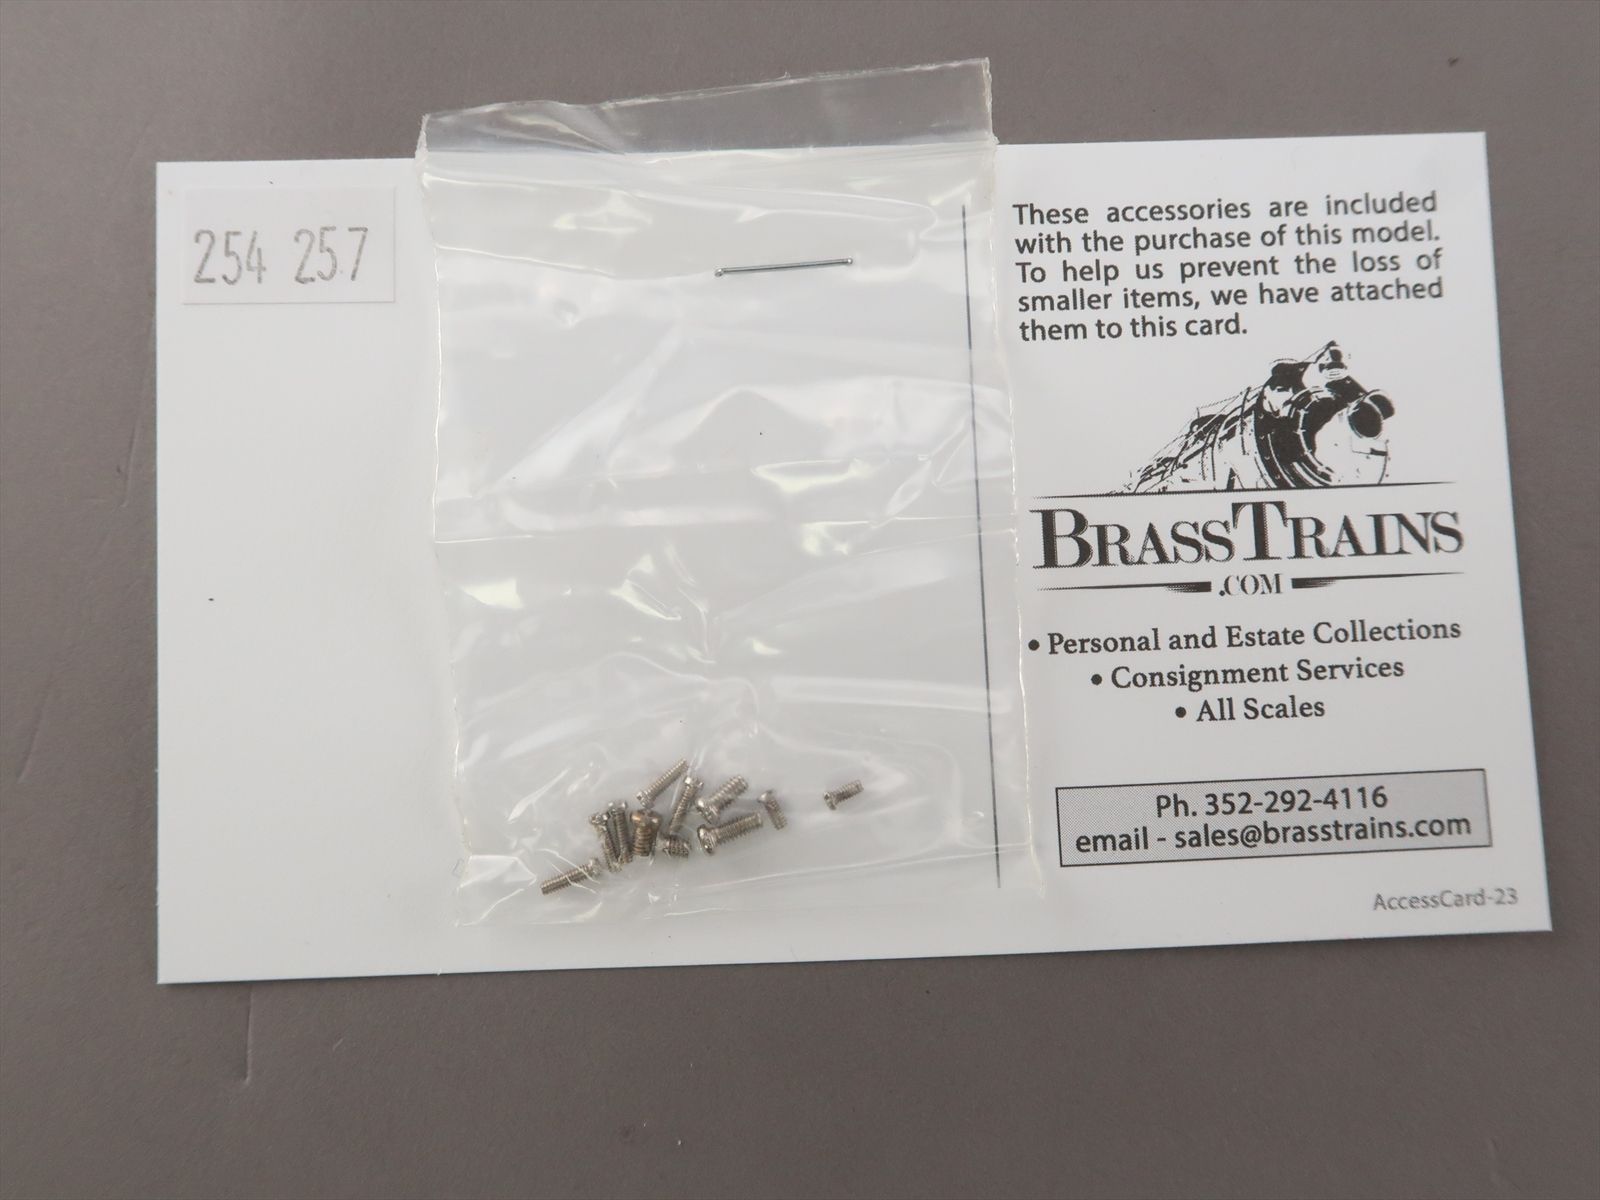 254 257
These accessories are included
with the purchase of this model.
To help us prevent the loss of
smaller items, we have attached
them to this card.
BRASSTRAINS
.COM
• Personal and Estate Collections
• Consignment Services
• All Scales
Ph. 352-292-4116
email - sales@brasstrains.com
AccessCard-23